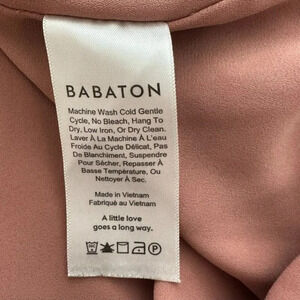 BABATON
Machine Wash Cold Gentle
Cycle, No Bleach, Hang To
Dry, Low Iron, Or Dry Clean.
Laver À La Machine À L'eau
Froide Au Cycle Délicat, Pas
De Blanchiment, Suspendre
Pour Sécher, Repasser À
Basse Température, Ou
Nettoyer À Sec.
Made in Vietnam
Fabriqué au Vietnam
A little love
goes a long way.